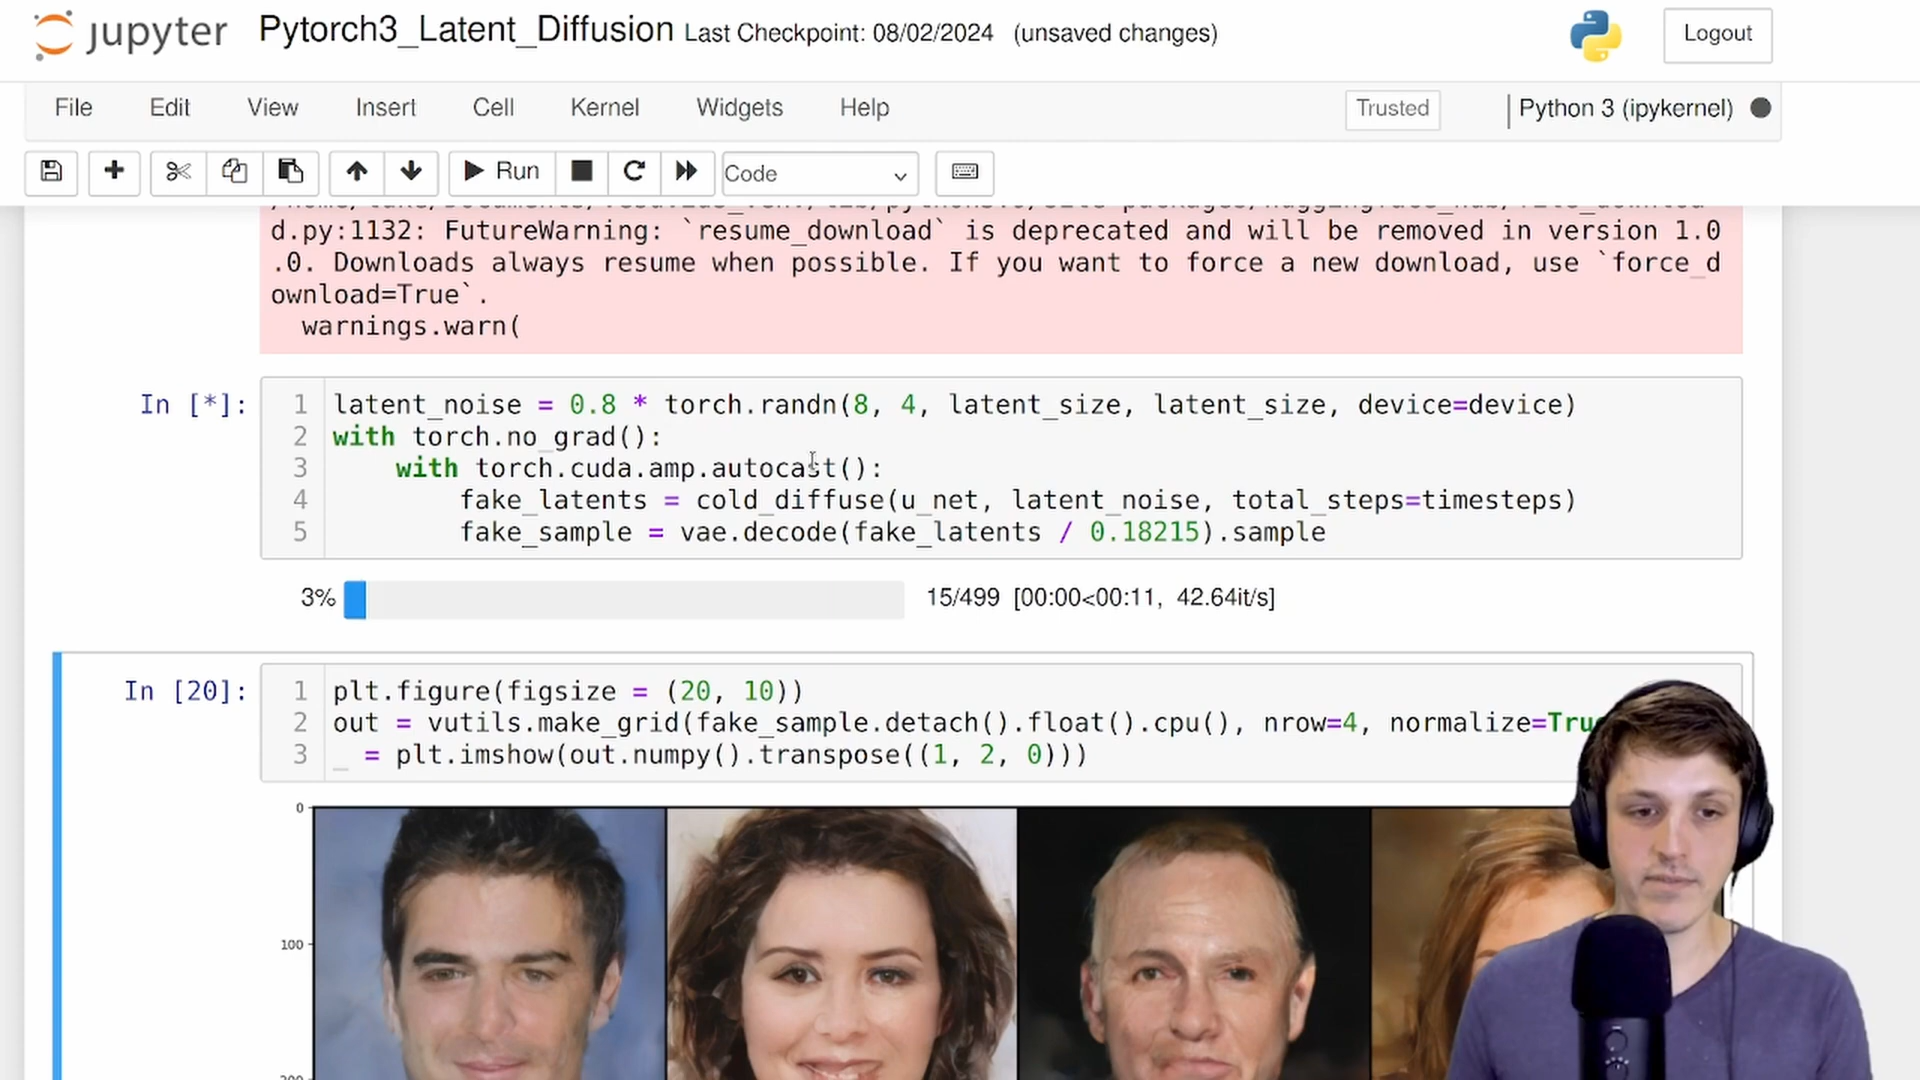 jupyter Pytorch3_Latent_Diffusion Last Checkpoint: 08/02/2024 (unsaved changes) Logout
File Edit View Insert Cell Kernel Widgets Help Trusted Python 3 (ipykernel)
Run Code
d.py:1132: FutureWarning: `resume_download` is deprecated and will be removed in version 1.0
.0. Downloads always resume when possible. If you want to force a new download, use `force_d
ownload=True`.
warnings.warn(
In [*]:
1 latent_noise = 0.8 * torch.randn(8, 4, latent_size, latent_size, device=device)
2 with torch.no_grad():
3 with torch.cuda.amp.autocast():
4 fake_latents = cold_diffuse(u_net, latent_noise, total_steps=timesteps)
5 fake_sample = vae.decode(fake_latents / 0.18215).sample
3% 15/499 [00:00<00:11, 42.64it/s]
In [20]:
1 plt.figure(figsize = (20, 10))
2 out = vutils.make_grid(fake_sample.detach().float().cpu(), nrow=4, normalize=Tru
3 _ = plt.imshow(out.numpy().transpose((1, 2, 0)))
0
100